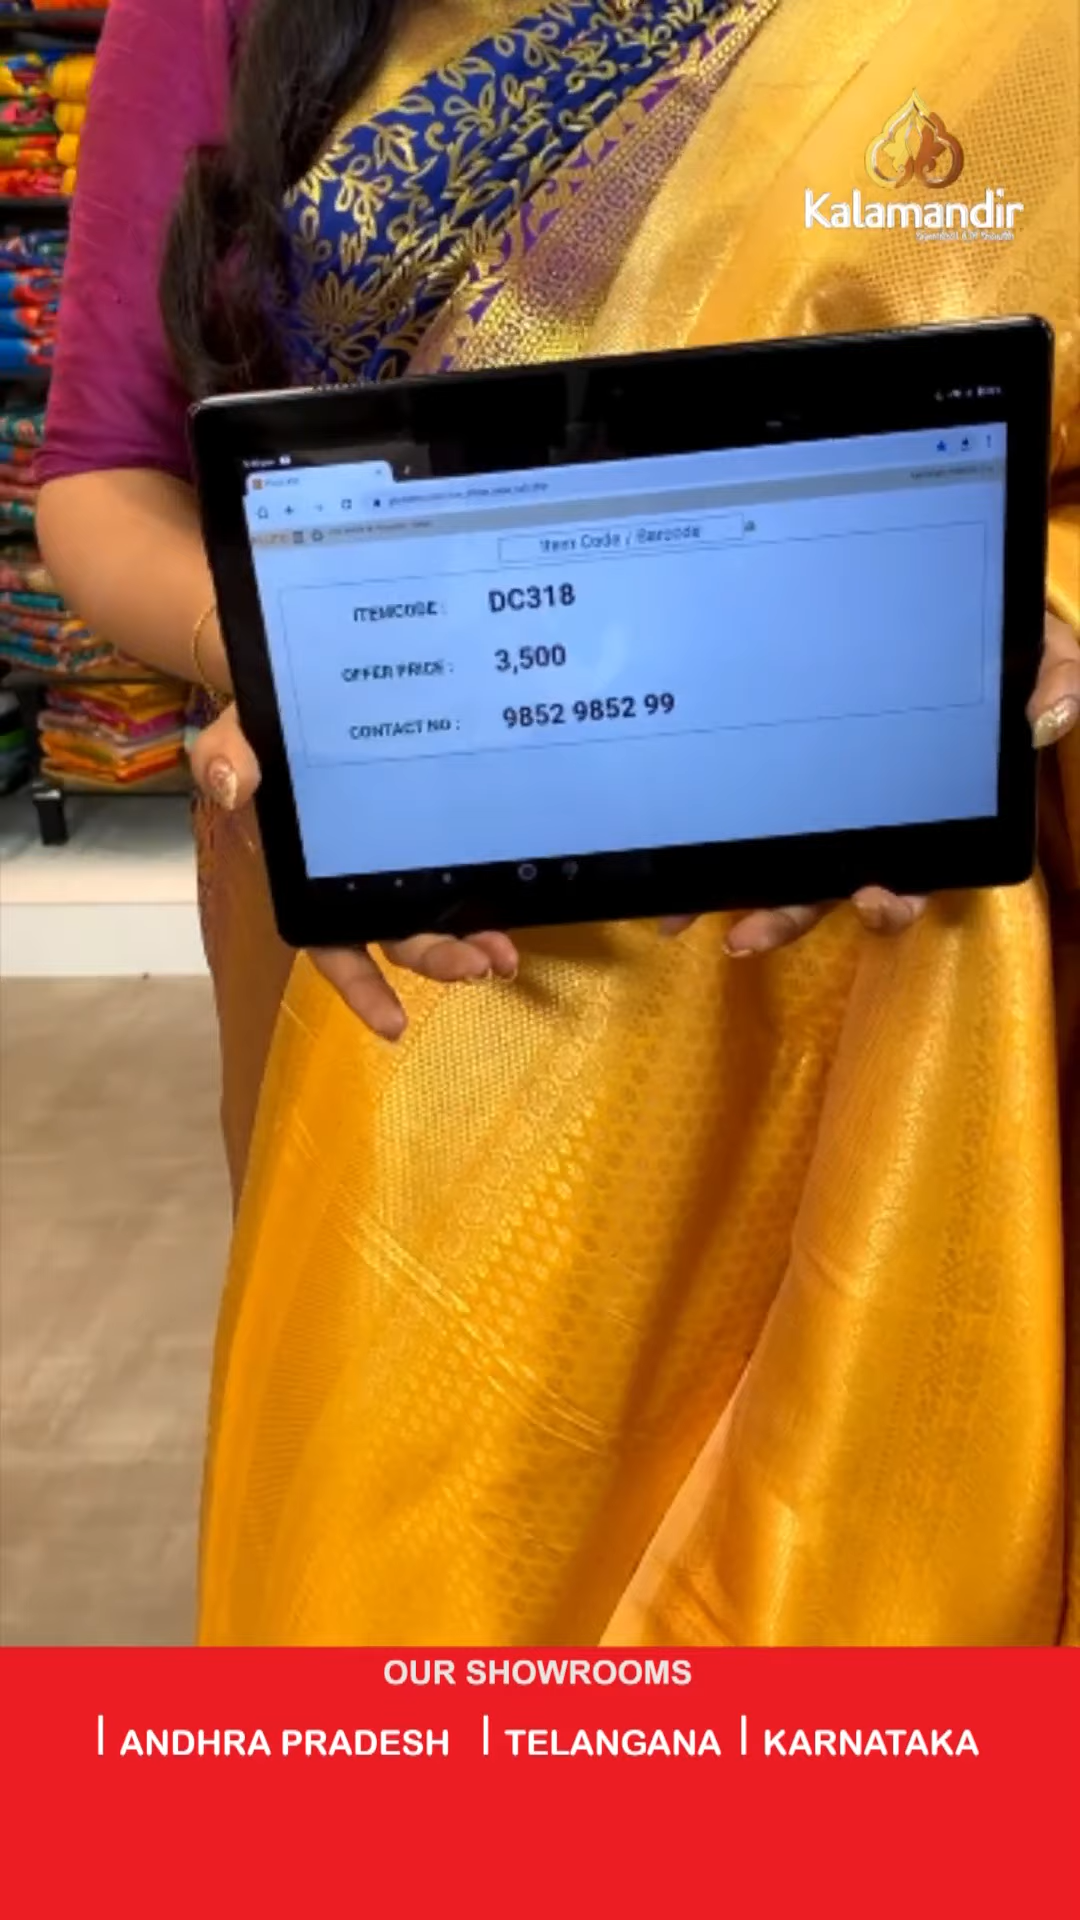 Kalamandir
Item Code / Barcode
ITEMCODE : DC318
OFFER PRICE : 3,500
CONTACT NO : 9852 9852 99
OUR SHOWROOMS
| ANDHRA PRADESH | TELANGANA | KARNATAKA